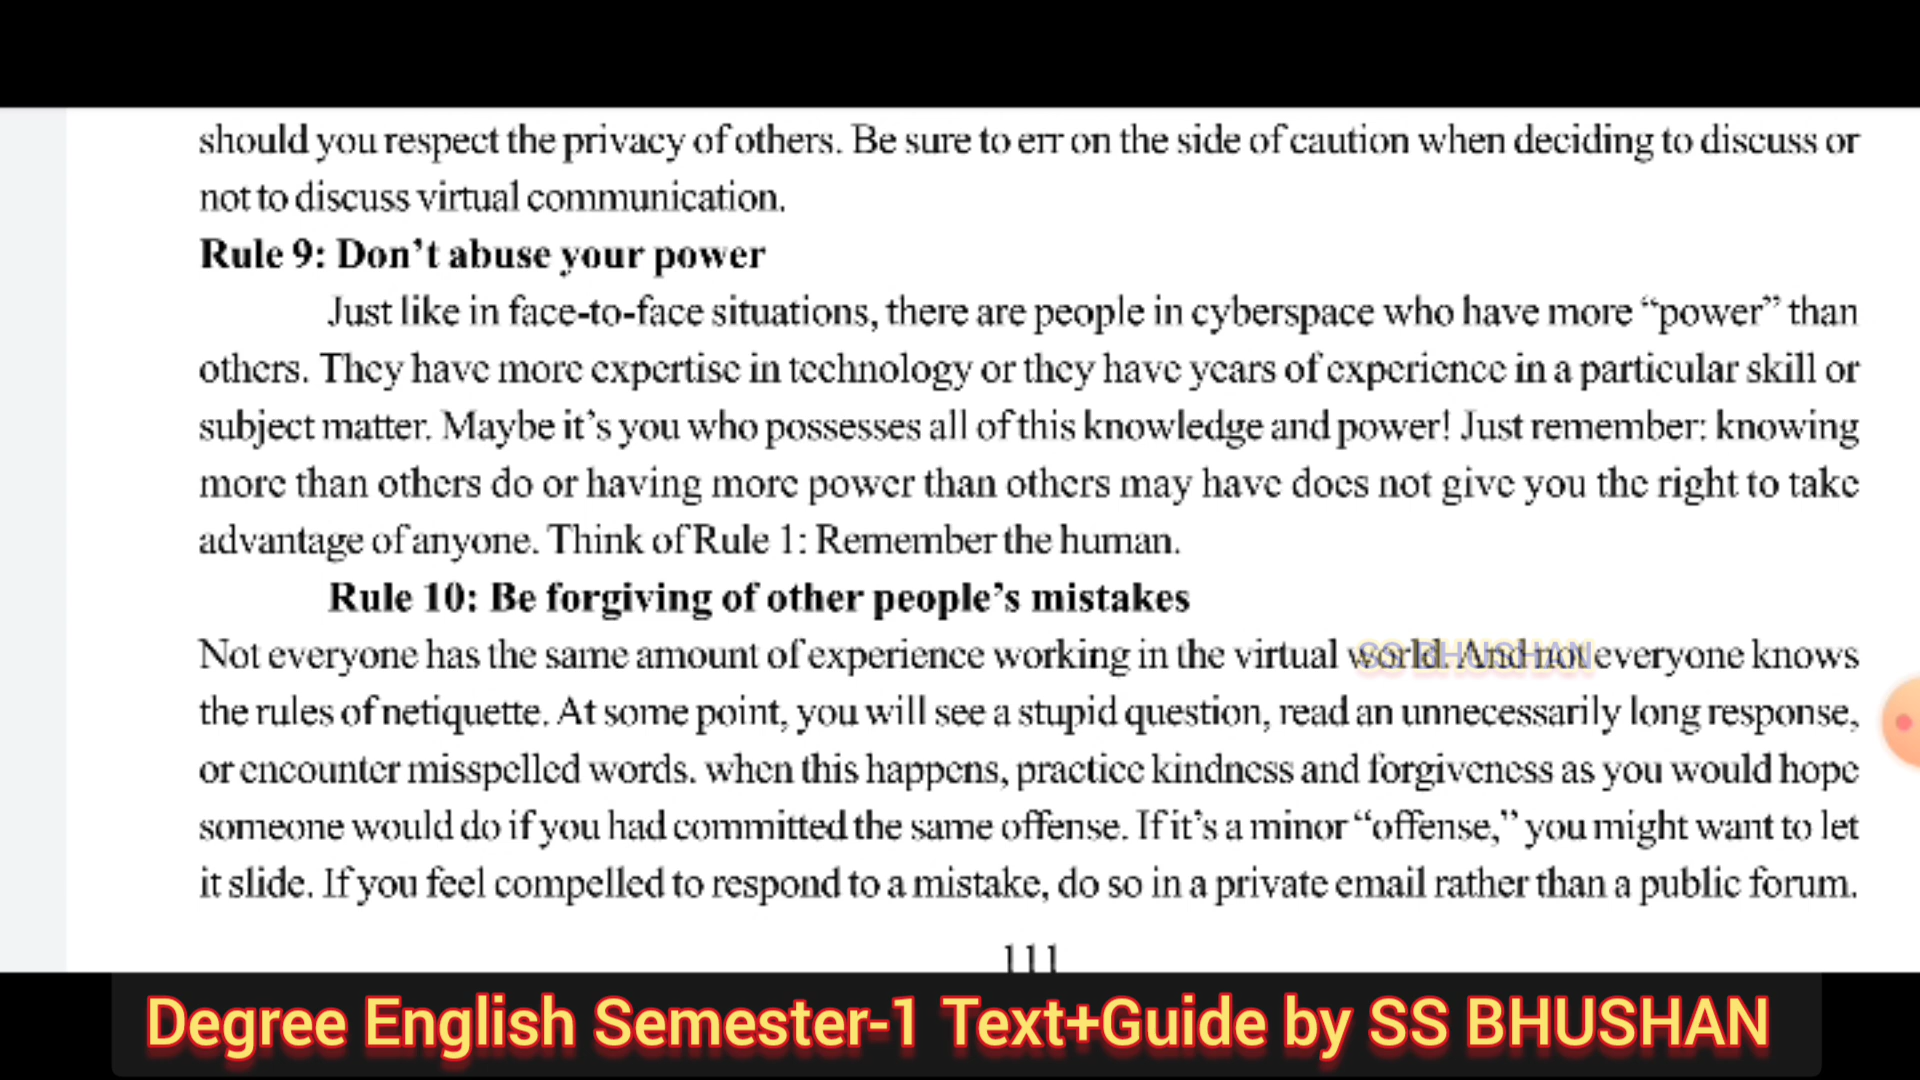 should you respect the privacy of others. Be sure to err on the side of caution when deciding to discuss or
not to discuss virtual communication.
Rule 9: Don’t abuse your power
Just like in face-to-face situations, there are people in cyberspace who have more “power” than
others. They have more expertise in technology or they have years of experience in a particular skill or
subject matter. Maybe it’s you who possesses all of this knowledge and power! Just remember: knowing
more than others do or having more power than others may have does not give you the right to take
advantage of anyone. Think of Rule 1: Remember the human.
Rule 10: Be forgiving of other people’s mistakes
Not everyone has the same amount of experience working in the virtual world. And not everyone knows
SS BHUSHAN
the rules of netiquette. At some point, you will see a stupid question, read an unnecessarily long response,
or encounter misspelled words. when this happens, practice kindness and forgiveness as you would hope
someone would do if you had committed the same offense. If it’s a minor “offense,” you might want to let
it slide. If you feel compelled to respond to a mistake, do so in a private email rather than a public forum.
111
Degree English Semester-1 Text+Guide by SS BHUSHAN